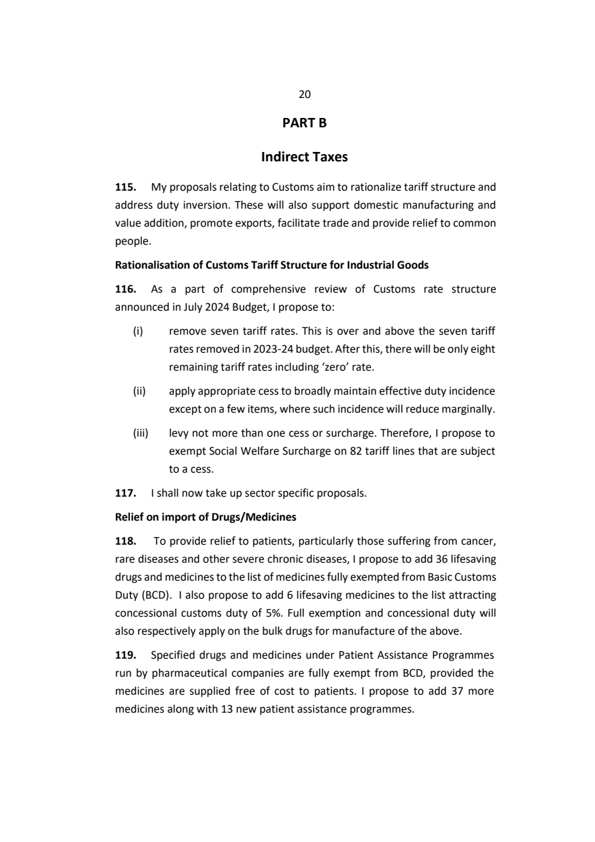 20
PART B
Indirect Taxes
115. My proposals relating to Customs aim to rationalize tariff structure and
address duty inversion. These will also support domestic manufacturing and
value addition, promote exports, facilitate trade and provide relief to common
people.
Rationalisation of Customs Tariff Structure for Industrial Goods
116. As a part of comprehensive review of Customs rate structure
announced in July 2024 Budget, I propose to:
(i) remove seven tariff rates. This is over and above the seven tariff
rates removed in 2023-24 budget. After this, there will be only eight
remaining tariff rates including ‘zero’ rate.
(ii) apply appropriate cess to broadly maintain effective duty incidence
except on a few items, where such incidence will reduce marginally.
(iii) levy not more than one cess or surcharge. Therefore, I propose to
exempt Social Welfare Surcharge on 82 tariff lines that are subject
to a cess.
117. I shall now take up sector specific proposals.
Relief on import of Drugs/Medicines
118. To provide relief to patients, particularly those suffering from cancer,
rare diseases and other severe chronic diseases, I propose to add 36 lifesaving
drugs and medicines to the list of medicines fully exempted from Basic Customs
Duty (BCD). I also propose to add 6 lifesaving medicines to the list attracting
concessional customs duty of 5%. Full exemption and concessional duty will
also respectively apply on the bulk drugs for manufacture of the above.
119. Specified drugs and medicines under Patient Assistance Programmes
run by pharmaceutical companies are fully exempt from BCD, provided the
medicines are supplied free of cost to patients. I propose to add 37 more
medicines along with 13 new patient assistance programmes.